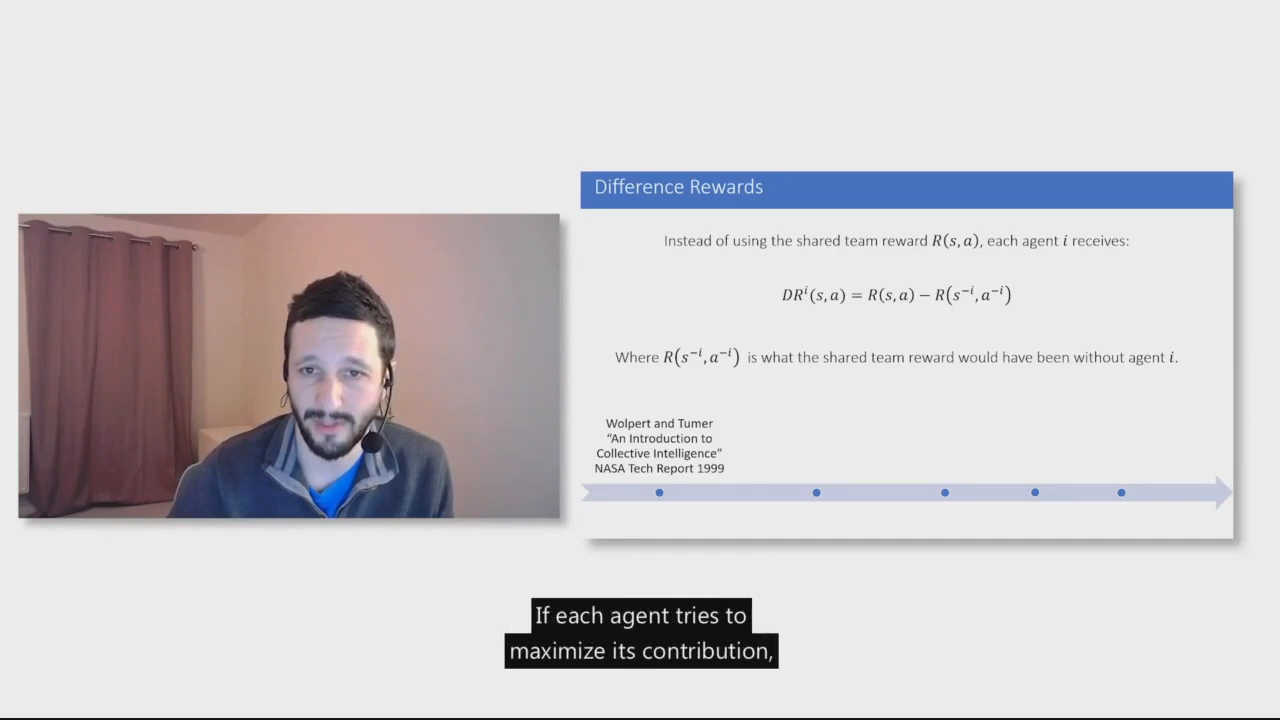 Difference Rewards
Instead of using the shared team reward R(s, a), each agent i receives:
DRⁱ(s, a) = R(s, a) − R(s⁻ⁱ, a⁻ⁱ)
Where R(s⁻ⁱ, a⁻ⁱ) is what the shared team reward would have been without agent i.
Wolpert and Tumer
“An Introduction to
Collective Intelligence”
NASA Tech Report 1999
If each agent tries to
maximize its contribution,